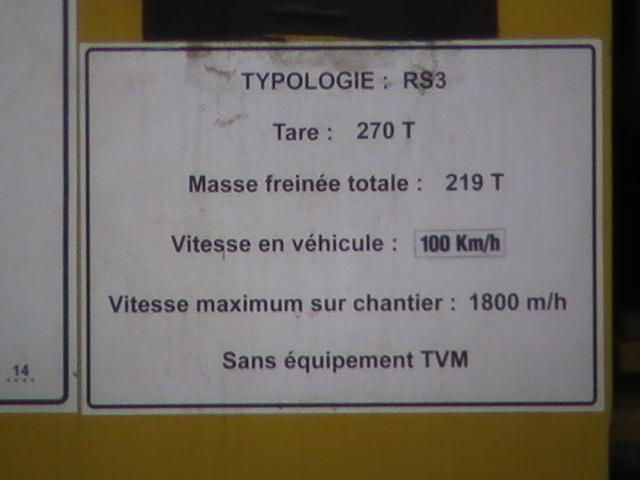 TYPOLOGIE : RS3
Tare : 270 T
Masse freinée totale : 219 T
Vitesse en véhicule : 100 Km/h
Vitesse maximum sur chantier : 1800 m/h
Sans équipement TVM
14